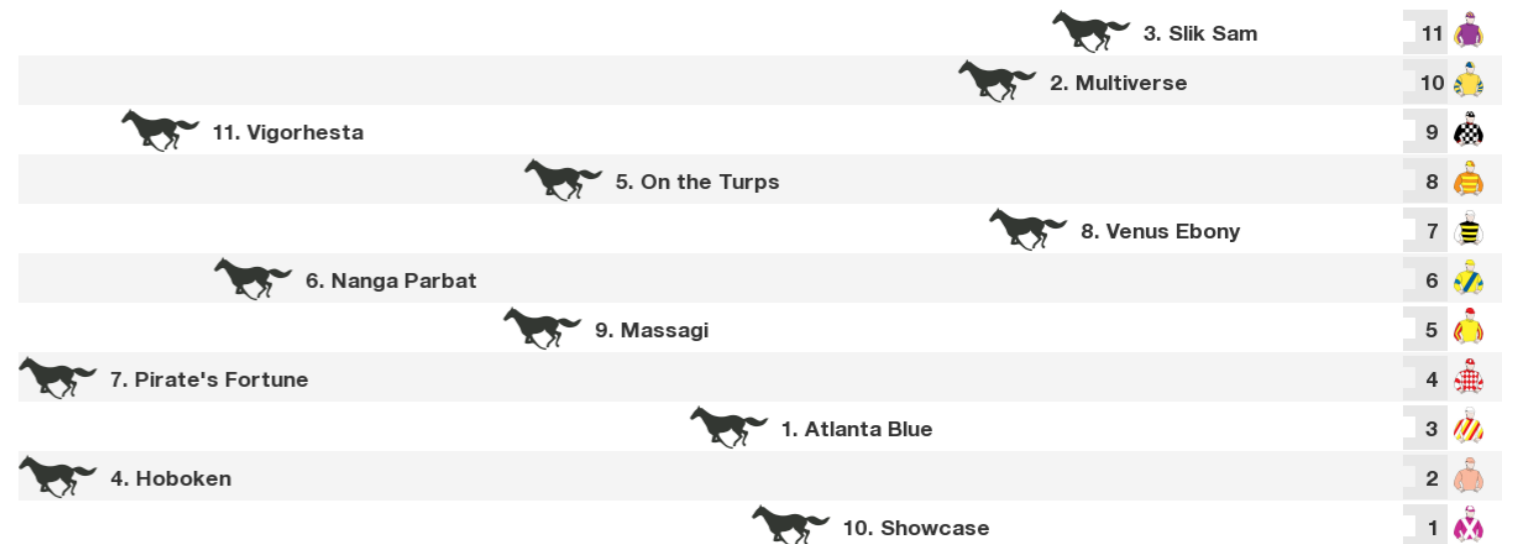 3. Slik Sam 11
2. Multiverse 10
11. Vigorhesta 9
5. On the Turps 8
8. Venus Ebony 7
6. Nanga Parbat 6
9. Massagi 5
7. Pirate's Fortune 4
1. Atlanta Blue 3
4. Hoboken 2
10. Showcase 1